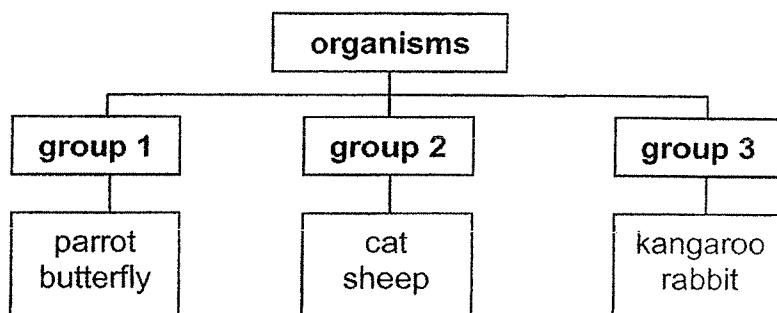 organisms
group 1
group 2
group 3
parrot
butterfly
cat
sheep
kangaroo
rabbit